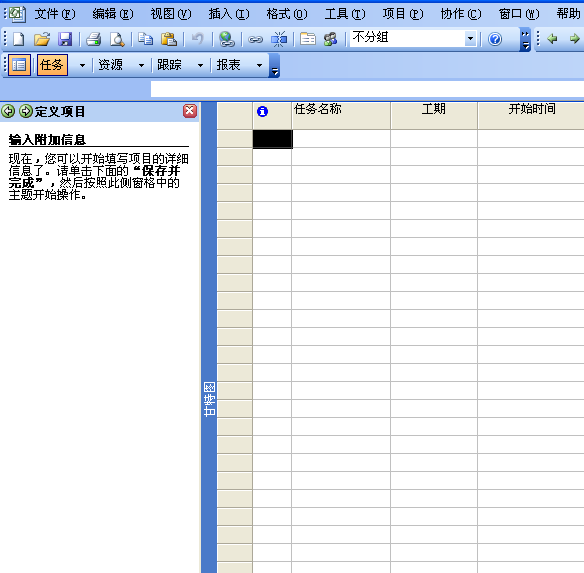 文件(F) 编辑(E) 视图(V) 插入(I) 格式(O) 工具(T) 项目(P) 协作(C) 窗口(W) 帮助
不分组
任务 资源 跟踪 报表
定义项目
输入附加信息
现在，您可以开始填写项目的详细
信息了。请单击下面的“保存并
完成”，然后按照此侧窗格中的
主题开始操作。
任务名称 工期 开始时间
甘特图